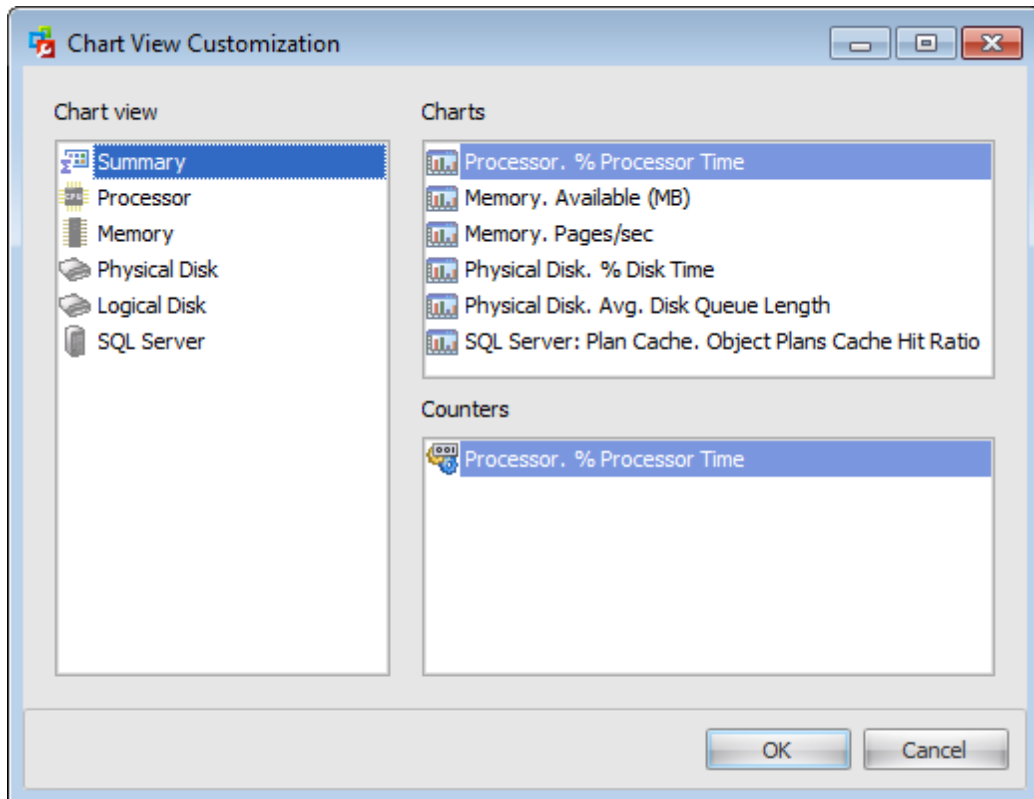 Chart View Customization
Chart view
Summary
Processor
Memory
Physical Disk
Logical Disk
SQL Server
Charts
Processor. % Processor Time
Memory. Available (MB)
Memory. Pages/sec
Physical Disk. % Disk Time
Physical Disk. Avg. Disk Queue Length
SQL Server: Plan Cache. Object Plans Cache Hit Ratio
Counters
Processor. % Processor Time
OK
Cancel